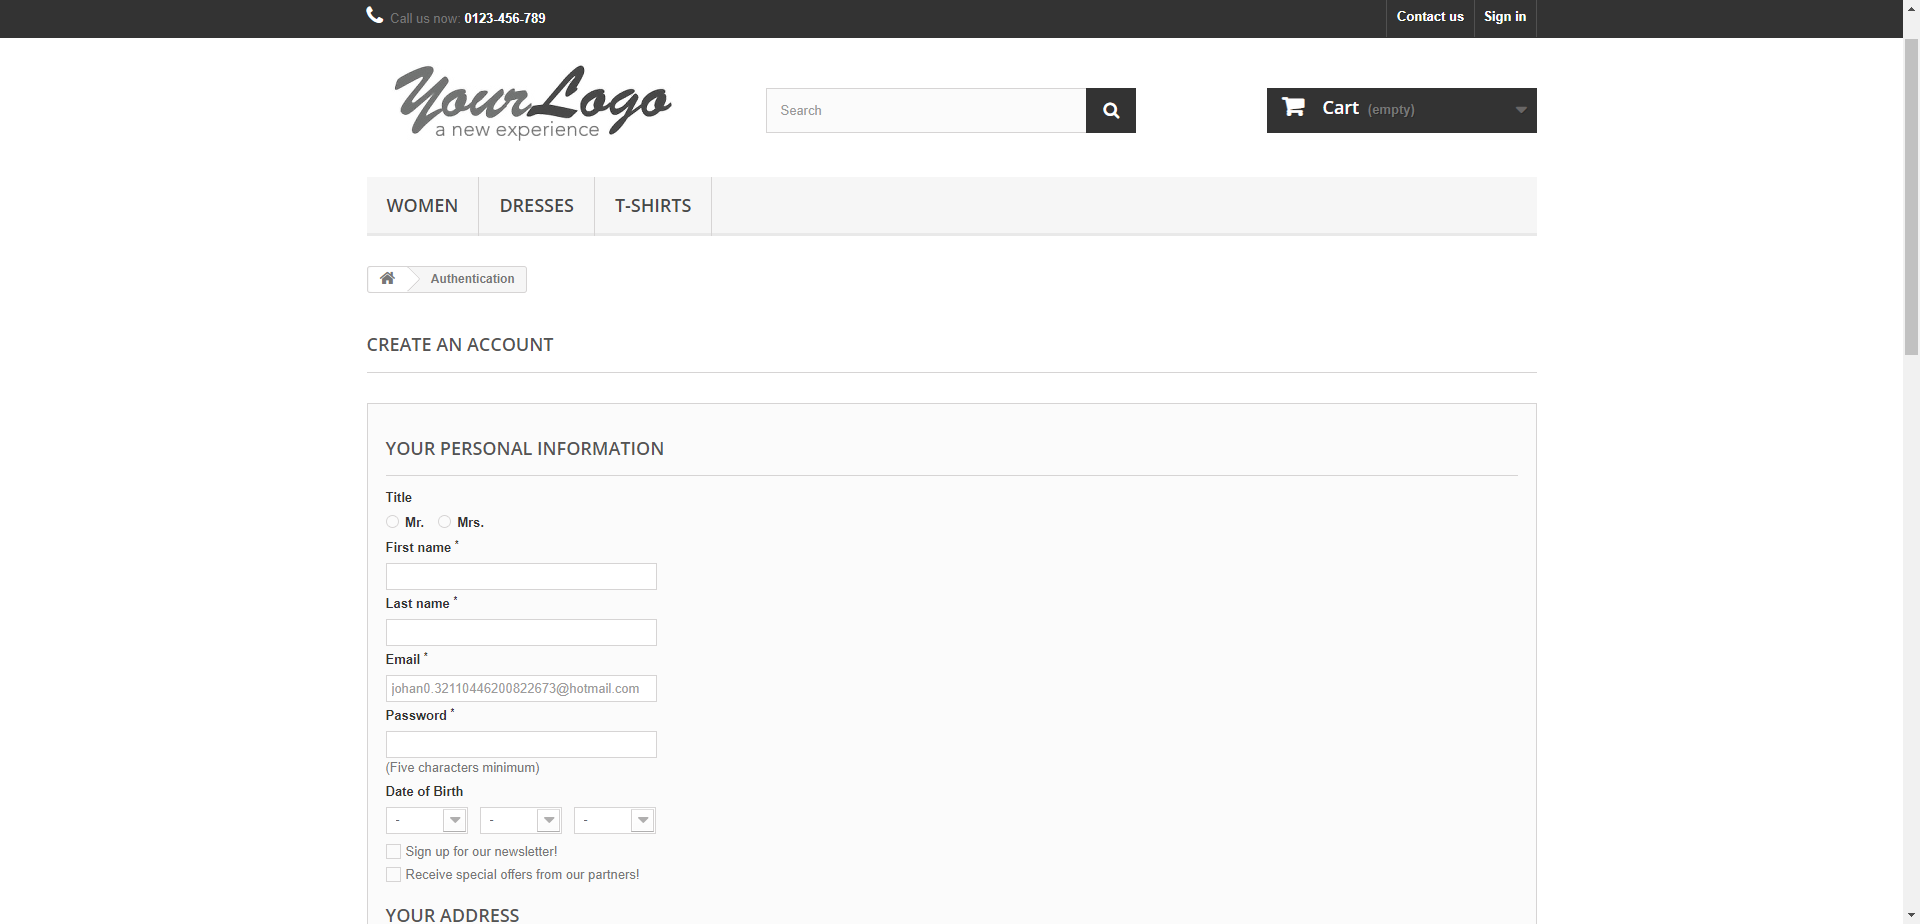 Call us now: 0123-456-789
Contact us
Sign in
Your Logo
a new experience
Search
Cart (empty)
WOMEN
DRESSES
T-SHIRTS
Authentication
CREATE AN ACCOUNT
YOUR PERSONAL INFORMATION
Title
Mr. Mrs.
First name *
Last name *
Email *
johan0.32110446200822673@hotmail.com
Password *
(Five characters minimum)
Date of Birth
- - -
Sign up for our newsletter!
Receive special offers from our partners!
YOUR ADDRESS